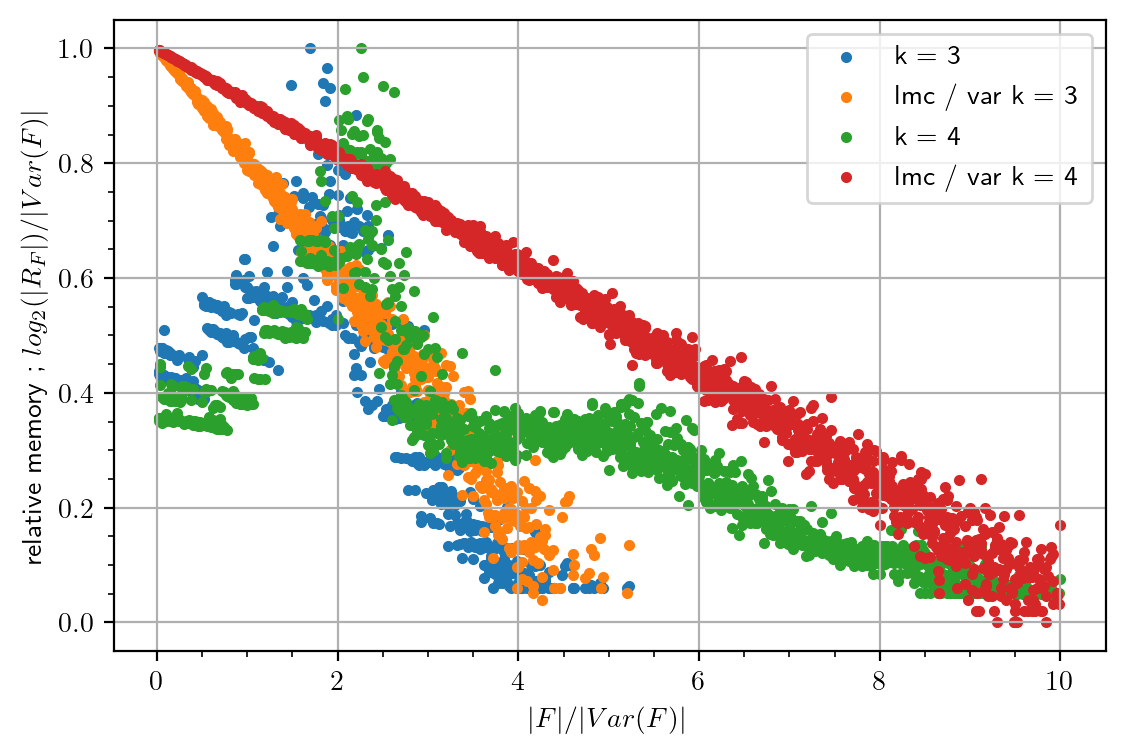 relative memory ; log₂(|R_F|)/|Var(F)|
1.0
0.8
0.6
0.4
0.2
0.0
0 2 4 6 8 10
|F|/|Var(F)|
k = 3
lmc / var k = 3
k = 4
lmc / var k = 4